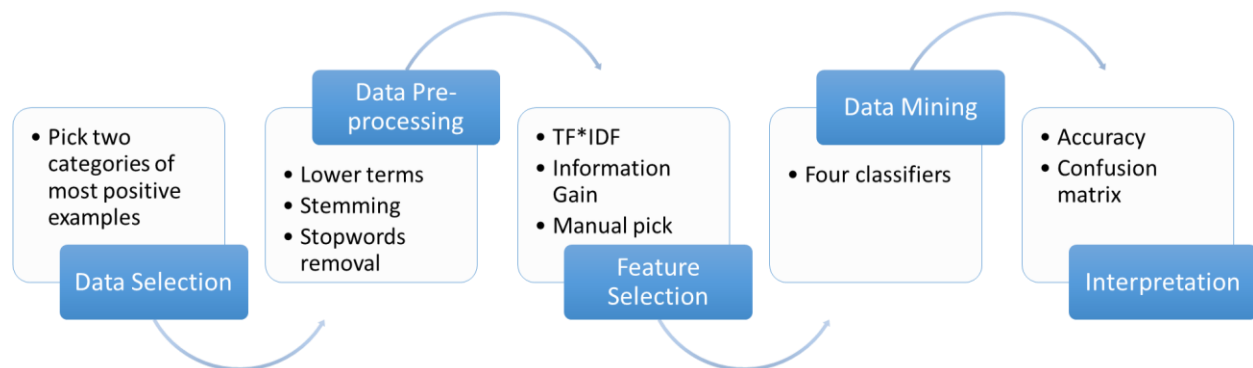 • Pick two
categories of
most positive
examples
Data Selection
Data Pre-
processing
• Lower terms
• Stemming
• Stopwords
removal
• TF*IDF
• Information
Gain
• Manual pick
Feature
Selection
Data Mining
• Four classifiers
• Accuracy
• Confusion
matrix
Interpretation